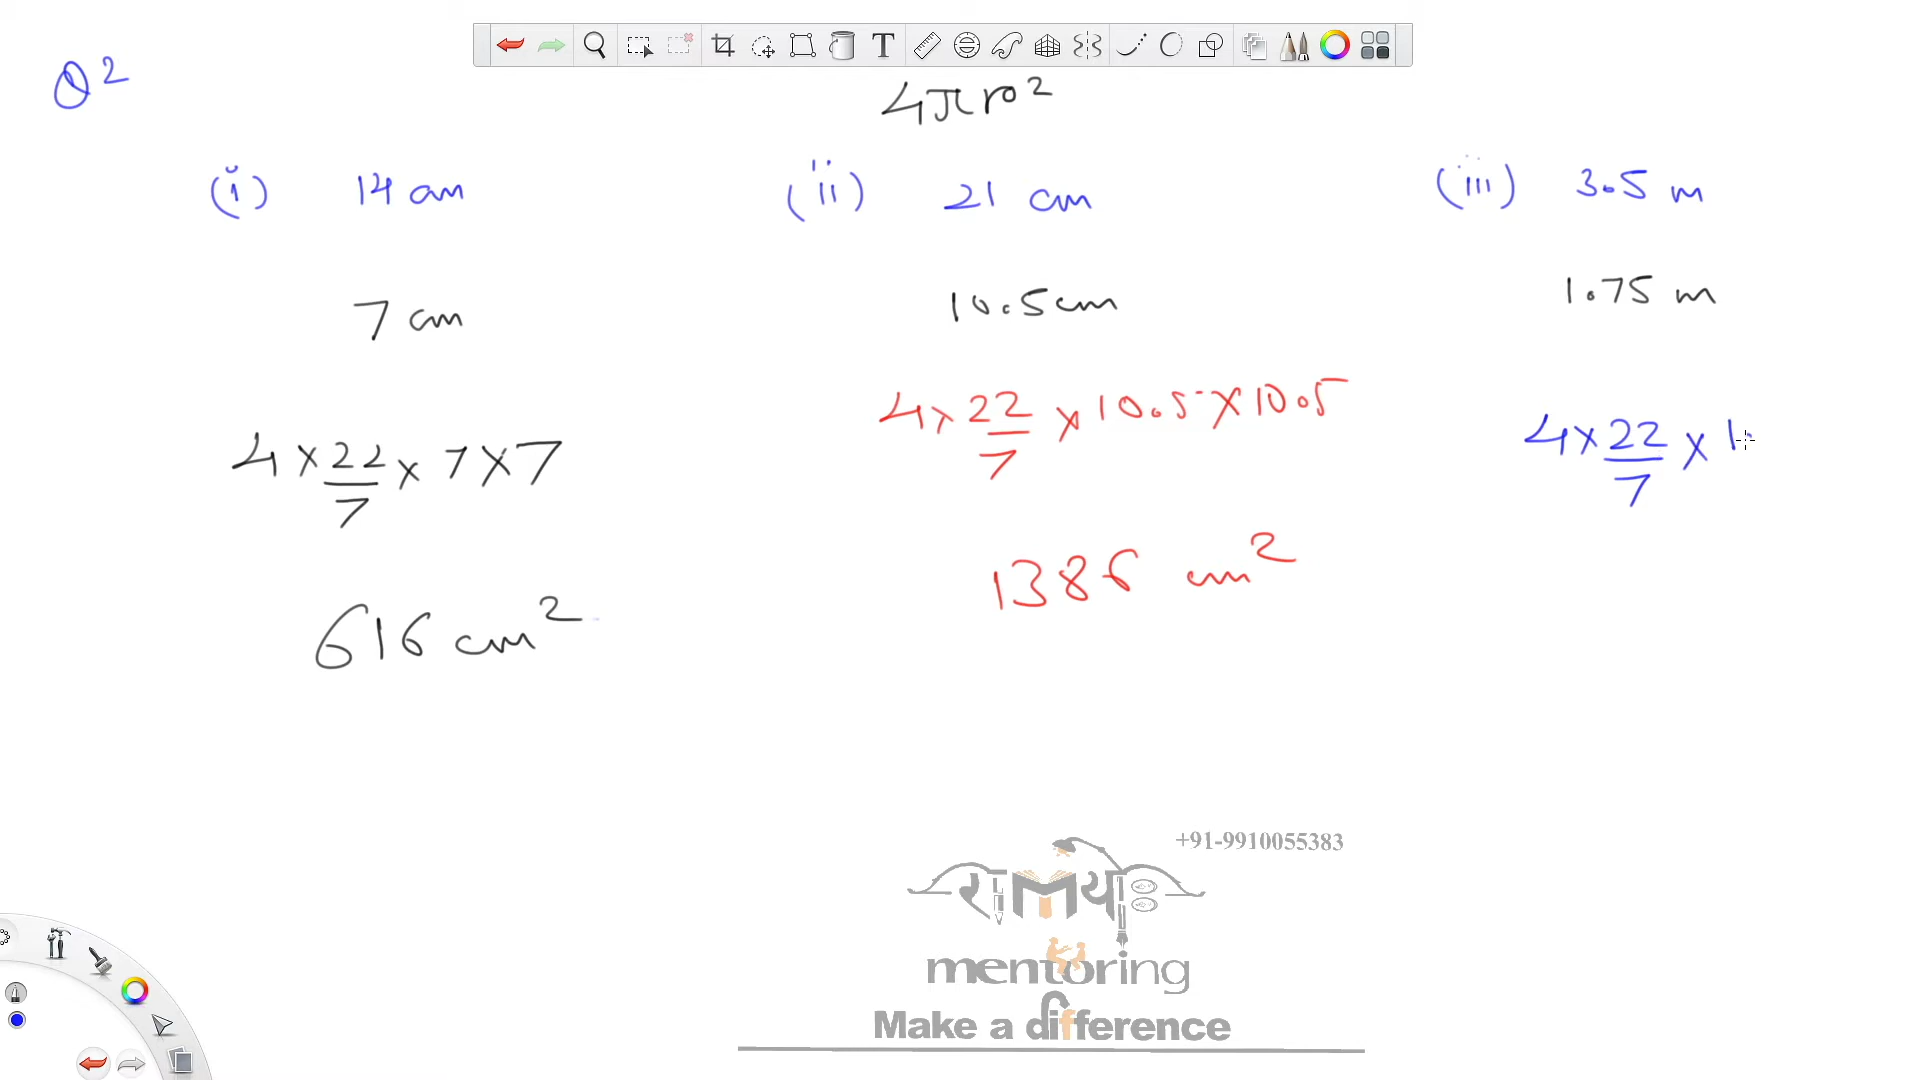 Q2
4πr²
(i) 14 cm
(ii) 21 cm
(iii) 3.5 m
7 cm
10.5 cm
1.75 m
4 × 22/7 × 7 × 7
4 × 22/7 × 10.5 × 10.5
4 × 22/7 × 1.
616 cm²
1386 cm²
+91-9910055383
mentoring
Make a difference